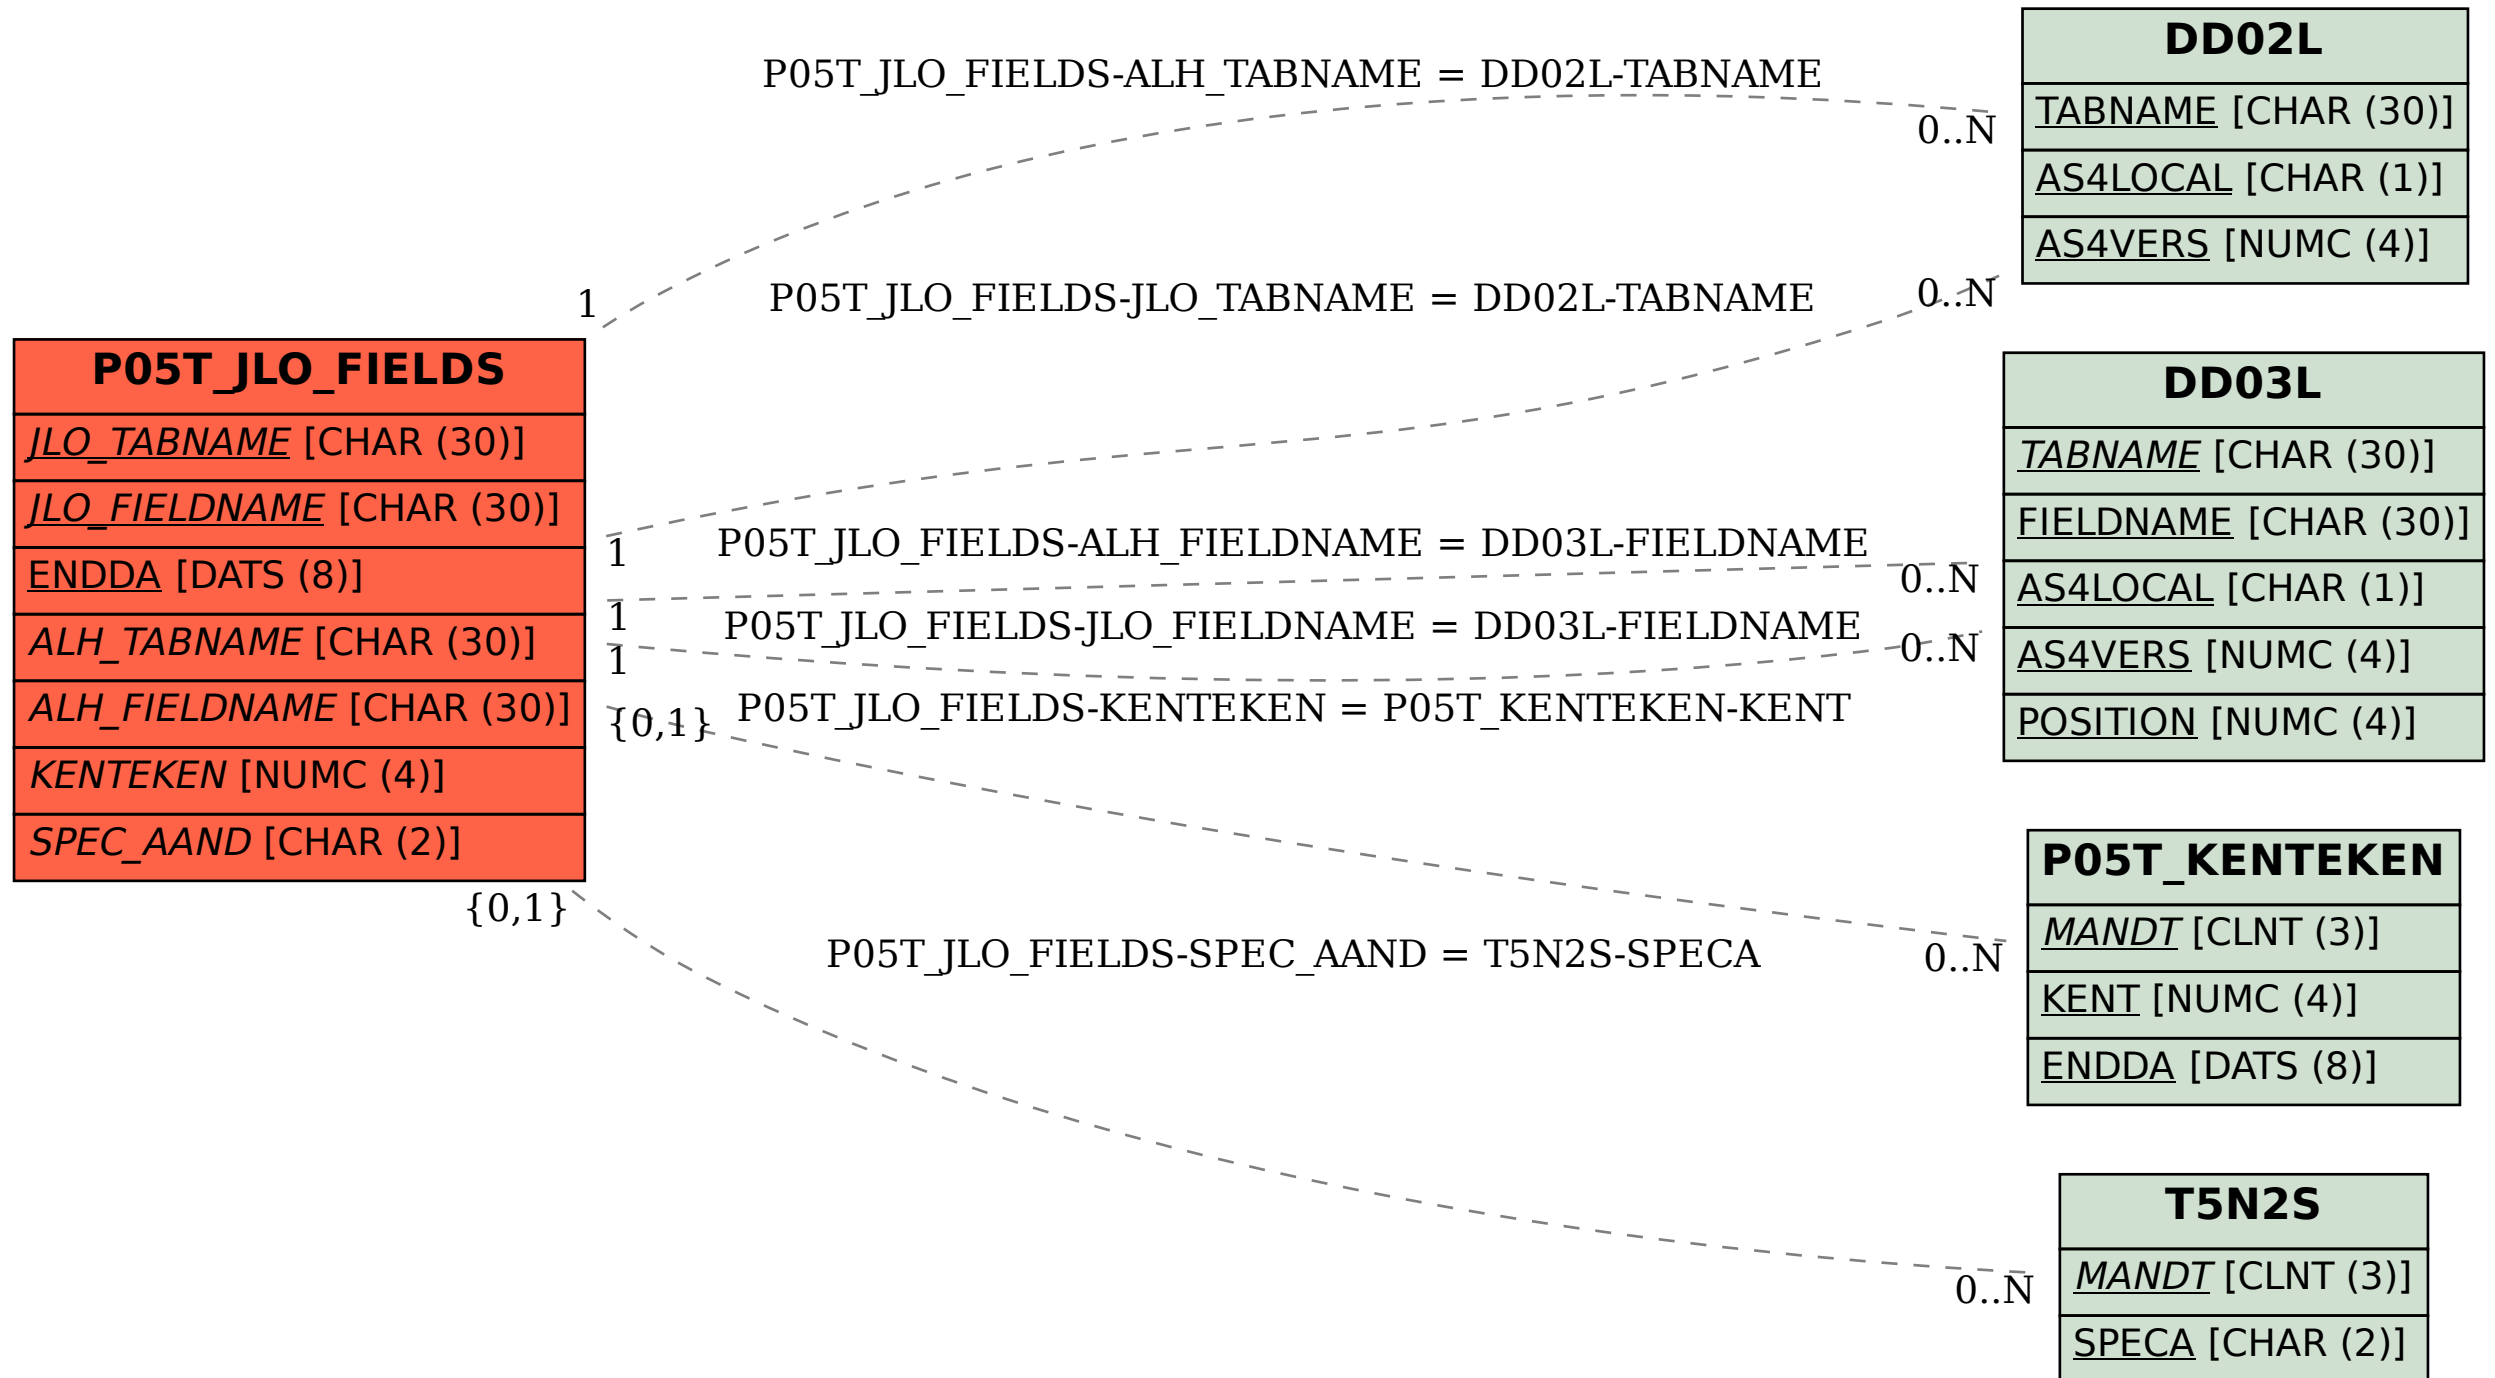 P05T_JLO_FIELDS
JLO_TABNAME [CHAR (30)]
JLO_FIELDNAME [CHAR (30)]
ENDDA [DATS (8)]
ALH_TABNAME [CHAR (30)]
ALH_FIELDNAME [CHAR (30)]
KENTEKEN [NUMC (4)]
SPEC_AAND [CHAR (2)]
P05T_JLO_FIELDS-ALH_TABNAME = DD02L-TABNAME
0..N
1
P05T_JLO_FIELDS-JLO_TABNAME = DD02L-TABNAME
0..N
1
P05T_JLO_FIELDS-ALH_FIELDNAME = DD03L-FIELDNAME
0..N
1
P05T_JLO_FIELDS-JLO_FIELDNAME = DD03L-FIELDNAME
0..N
1
P05T_JLO_FIELDS-KENTEKEN = P05T_KENTEKEN-KENT
{0,1}
0..N
P05T_JLO_FIELDS-SPEC_AAND = T5N2S-SPECA
{0,1}
0..N
DD02L
TABNAME [CHAR (30)]
AS4LOCAL [CHAR (1)]
AS4VERS [NUMC (4)]
DD03L
TABNAME [CHAR (30)]
FIELDNAME [CHAR (30)]
AS4LOCAL [CHAR (1)]
AS4VERS [NUMC (4)]
POSITION [NUMC (4)]
P05T_KENTEKEN
MANDT [CLNT (3)]
KENT [NUMC (4)]
ENDDA [DATS (8)]
T5N2S
MANDT [CLNT (3)]
SPECA [CHAR (2)]